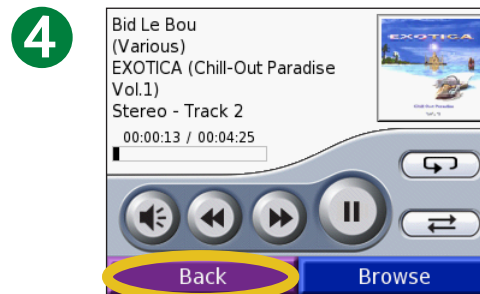 4
Bid Le Bou
(Various)
EXOTICA (Chill-Out Paradise
Vol.1)
Stereo - Track 2
00:00:13 / 00:04:25
EXOTICA
Back
Browse